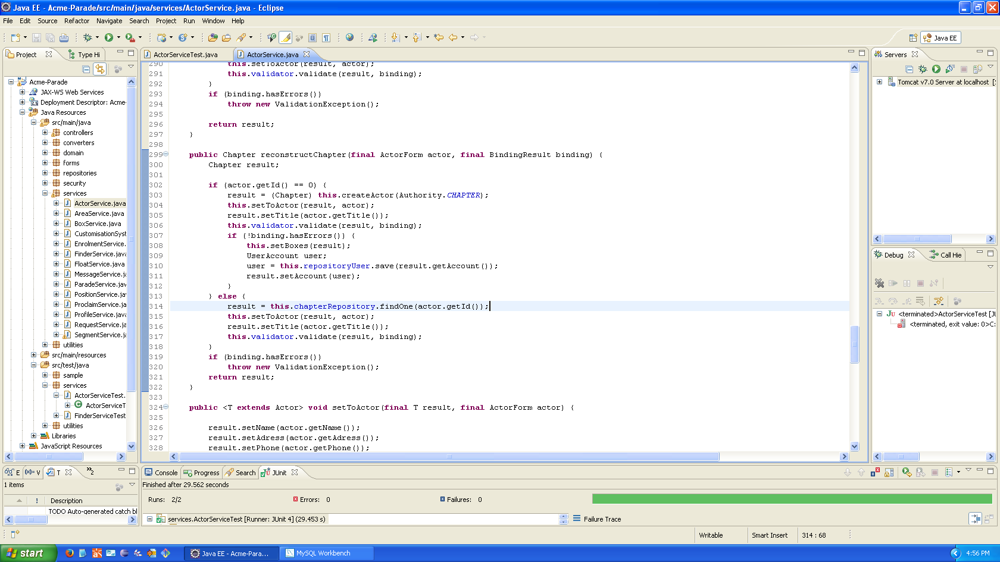 Java EE - Acme-Parade/src/main/java/services/ActorService.java - Eclipse
File Edit Source Refactor Navigate Search Project Run Window Help
Java EE
Project
Type Hi
ActorServiceTest.java
ActorService.java
Servers
Acme-Parade
JAX-WS Web Services
Deployment Descriptor: Acme-
Java Resources
src/main/java
controllers
converters
domain
forms
repositories
security
services
ActorService.java
AreaService.java
BoxService.java
CustomisationSyst
EnrolmentService.
FinderService.java
FloatService.java
MessageService.ja
ParadeService.jav
PositionService.jav
ProclaimService.jav
ProfileService.java
RequestService.ja
SegmentService.ja
utilities
src/main/resources
src/test/java
sample
services
ActorServiceTest.
ActorServiceT
FinderServiceTest
utilities
Libraries
JavaScript Resources
290 this.setToActor(result, actor);
291 this.validator.validate(result, binding);
292 }
293 if (binding.hasErrors())
294 throw new ValidationException();
295
296 return result;
297 }
298
299 public Chapter reconstructChapter(final ActorForm actor, final BindingResult binding) {
300 Chapter result;
301
302 if (actor.getId() == 0) {
303 result = (Chapter) this.createActor(Authority.CHAPTER);
304 this.setToActor(result, actor);
305 result.setTitle(actor.getTitle());
306 this.validator.validate(result, binding);
307 if (!binding.hasErrors()) {
308 this.setBoxes(result);
309 UserAccount user;
310 user = this.repositoryUser.save(result.getAccount());
311 result.setAccount(user);
312 }
313 } else {
314 result = this.chapterRepository.findOne(actor.getId());
315 this.setToActor(result, actor);
316 result.setTitle(actor.getTitle());
317 this.validator.validate(result, binding);
318 }
319 if (binding.hasErrors())
320 throw new ValidationException();
321 return result;
322 }
323
324 public <T extends Actor> void setToActor(final T result, final ActorForm actor) {
325
326 result.setName(actor.getName());
327 result.setAdress(actor.getAdress());
328 result.setPhone(actor.getPhone());
Tomcat v7.0 Server at localhost [
Debug
Call Hie
<terminated>ActorServiceTest [JU
<terminated, exit value: 0>C:
E (x)= V T »2
1 items
! Description
TODO Auto-generated catch bl
Console Progress Search JUnit
Finished after 29.562 seconds
Runs: 2/2 Errors: 0 Failures: 0
services.ActorServiceTest [Runner: JUnit 4] (29.453 s)
Failure Trace
Writable Smart Insert 314 : 68
start
Java EE - Acme-Para...
MySQL Workbench
4:56 PM